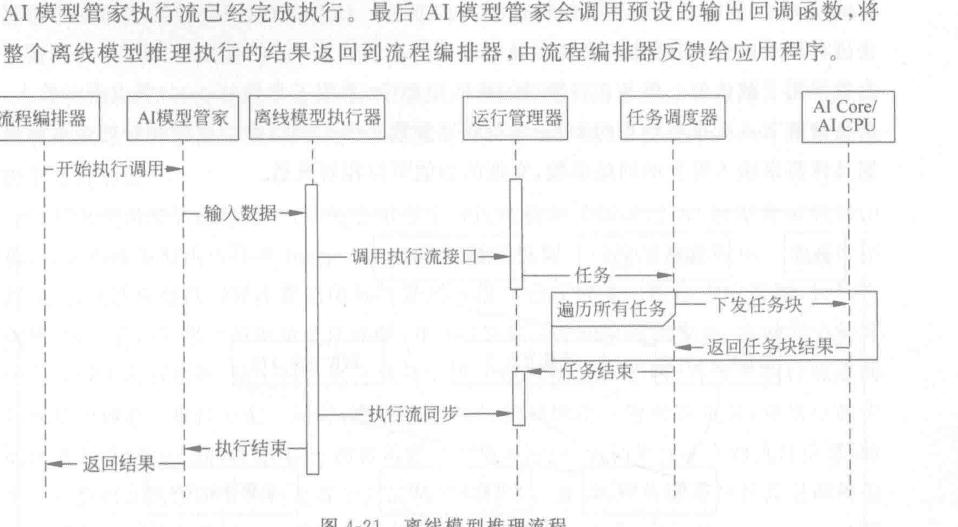 AI 模型管家执行流已经完成执行。最后 AI 模型管家会调用预设的输出回调函数,将
整个离线模型推理执行的结果返回到流程编排器,由流程编排器反馈给应用程序。
流程编排器
AI模型管家
离线模型执行器
运行管理器
任务调度器
AI Core/
AI CPU
开始执行调用
输入数据
调用执行流接口
任务
遍历所有任务
下发任务块
返回任务块结果
任务结束
执行流同步
执行结束
返回结果
图 4-21 离线模型推理流程